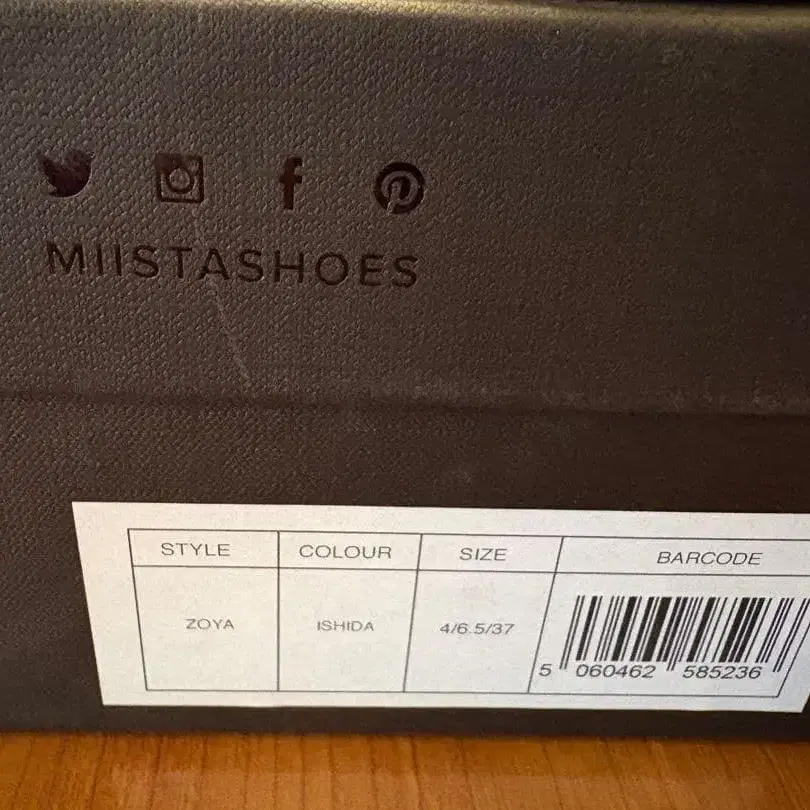 MIISTASHOES
STYLE COLOUR SIZE BARCODE
ZOYA ISHIDA 4/6.5/37
5 060462 585236